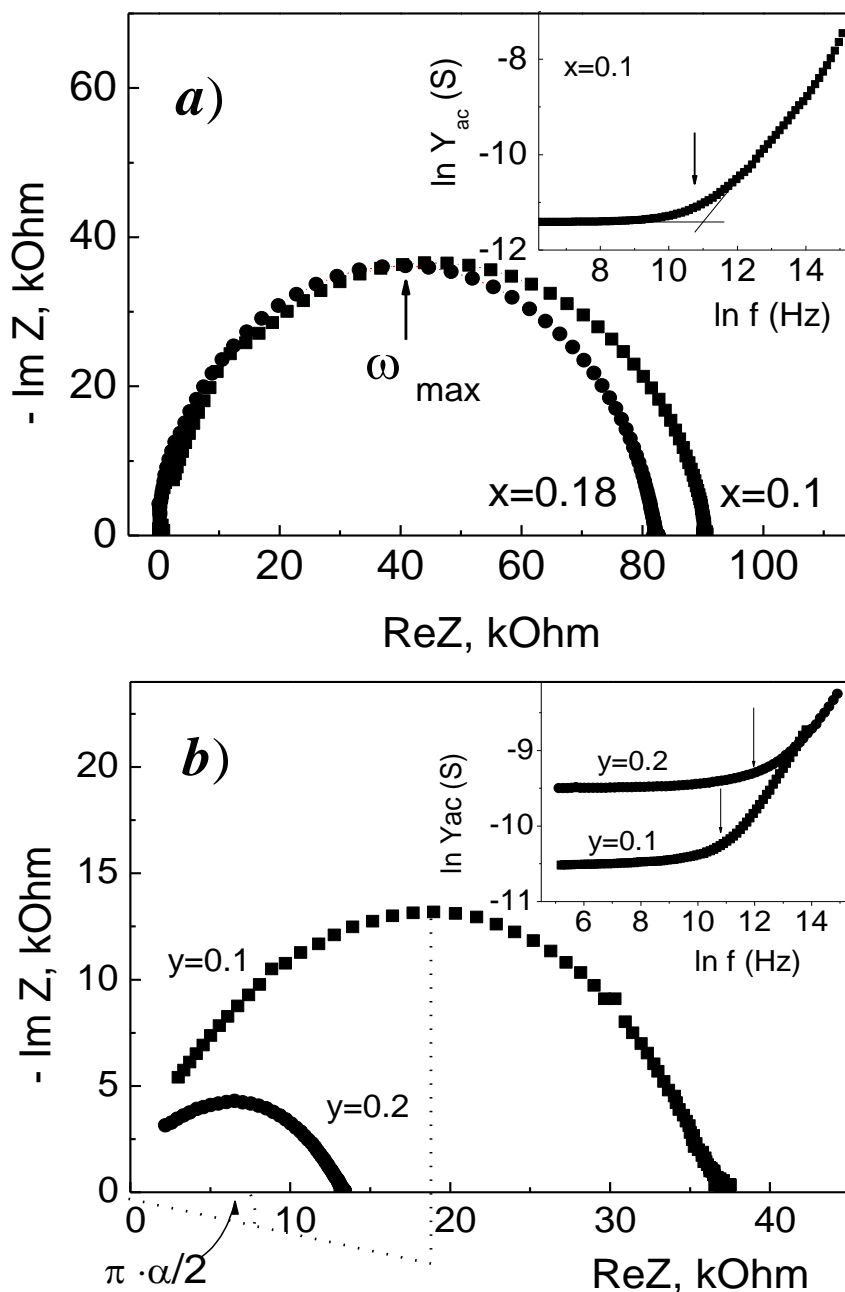 a)
- Im Z, kOhm
60
40
20
0
0 20 40 60 80 100
ReZ, kOhm
ω max
x=0.18
x=0.1
x=0.1
ln Y ac (S)
-8
-10
-12
8 10 12 14
ln f (Hz)
b)
- Im Z, kOhm
20
15
10
5
0
0 10 20 30 40
ReZ, kOhm
y=0.1
y=0.2
π·α/2
ln Yac (S)
-9
-10
-11
y=0.2
y=0.1
6 8 10 12 14
ln f (Hz)